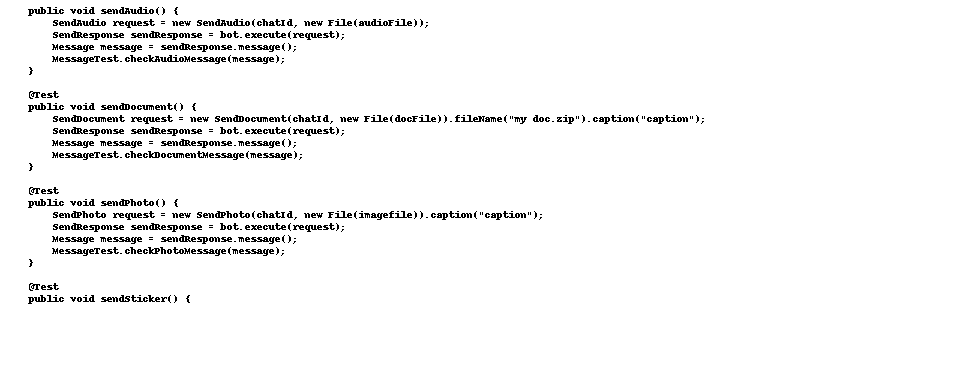 public void sendAudio() {
SendAudio request = new SendAudio(chatId, new File(audioFile));
SendResponse sendResponse = bot.execute(request);
Message message = sendResponse.message();
MessageTest.checkAudioMessage(message);
}
@Test
public void sendDocument() {
SendDocument request = new SendDocument(chatId, new File(docFile)).fileName("my doc.zip").caption("caption");
SendResponse sendResponse = bot.execute(request);
Message message = sendResponse.message();
MessageTest.checkDocumentMessage(message);
}
@Test
public void sendPhoto() {
SendPhoto request = new SendPhoto(chatId, new File(imagefile)).caption("caption");
SendResponse sendResponse = bot.execute(request);
Message message = sendResponse.message();
MessageTest.checkPhotoMessage(message);
}
@Test
public void sendSticker() {